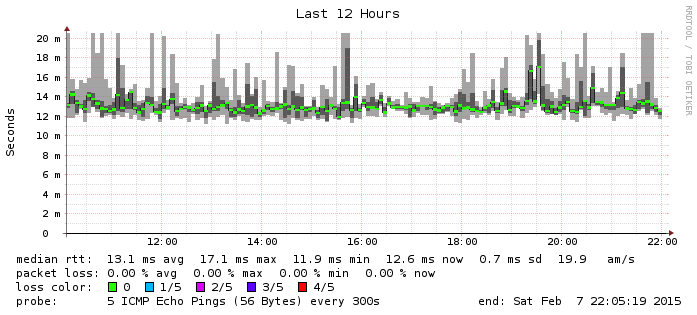 Last 12 Hours
RRDTOOL / TOBI OETIKER
Seconds
20 m
18 m
16 m
14 m
12 m
10 m
8 m
6 m
4 m
2 m
0
12:00 14:00 16:00 18:00 20:00 22:00
median rtt: 13.1 ms avg 17.1 ms max 11.9 ms min 12.6 ms now 0.7 ms sd 19.9 am/s
packet loss: 0.00 % avg 0.00 % max 0.00 % min 0.00 % now
loss color: 0 1/5 2/5 3/5 4/5
probe: 5 ICMP Echo Pings (56 Bytes) every 300s end: Sat Feb 7 22:05:19 2015